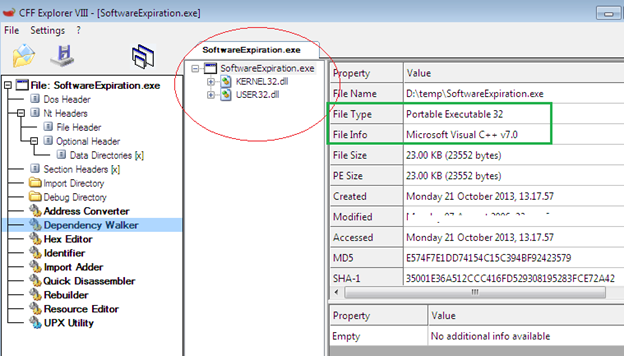 CFF Explorer VIII - [SoftwareExpiration.exe]
File Settings ?
File: SoftwareExpiration.exe
Dos Header
Nt Headers
File Header
Optional Header
Data Directories [x]
Section Headers [x]
Import Directory
Debug Directory
Address Converter
Dependency Walker
Hex Editor
Identifier
Import Adder
Quick Disassembler
Rebuilder
Resource Editor
UPX Utility
SoftwareExpiration.exe
SoftwareExpiration.exe
KERNEL32.dll
USER32.dll
Property Value
File Name D:\temp\SoftwareExpiration.exe
File Type Portable Executable 32
File Info Microsoft Visual C++ v7.0
File Size 23.00 KB (23552 bytes)
PE Size 23.00 KB (23552 bytes)
Created Monday 21 October 2013, 13.17.57
Modified
Accessed Monday 21 October 2013, 13.17.57
MD5 E574F7E1DD74154C15C394BF92423579
SHA-1 35001E36A512CCC416FD529308195283FCE72A42
Property Value
Empty No additional info available